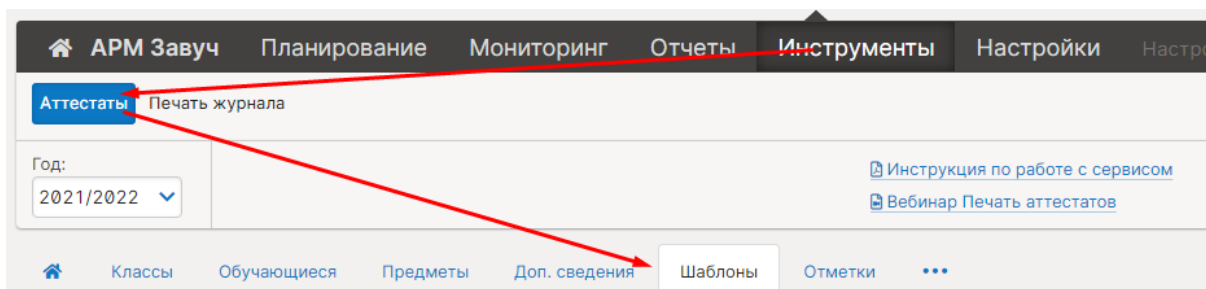 АРМ Завуч Планирование Мониторинг Отчеты Инструменты Настройки Настро
Аттестаты Печать журнала
Год:
2021/2022
Инструкция по работе с сервисом
Вебинар Печать аттестатов
Классы Обучающиеся Предметы Доп. сведения Шаблоны Отметки •••